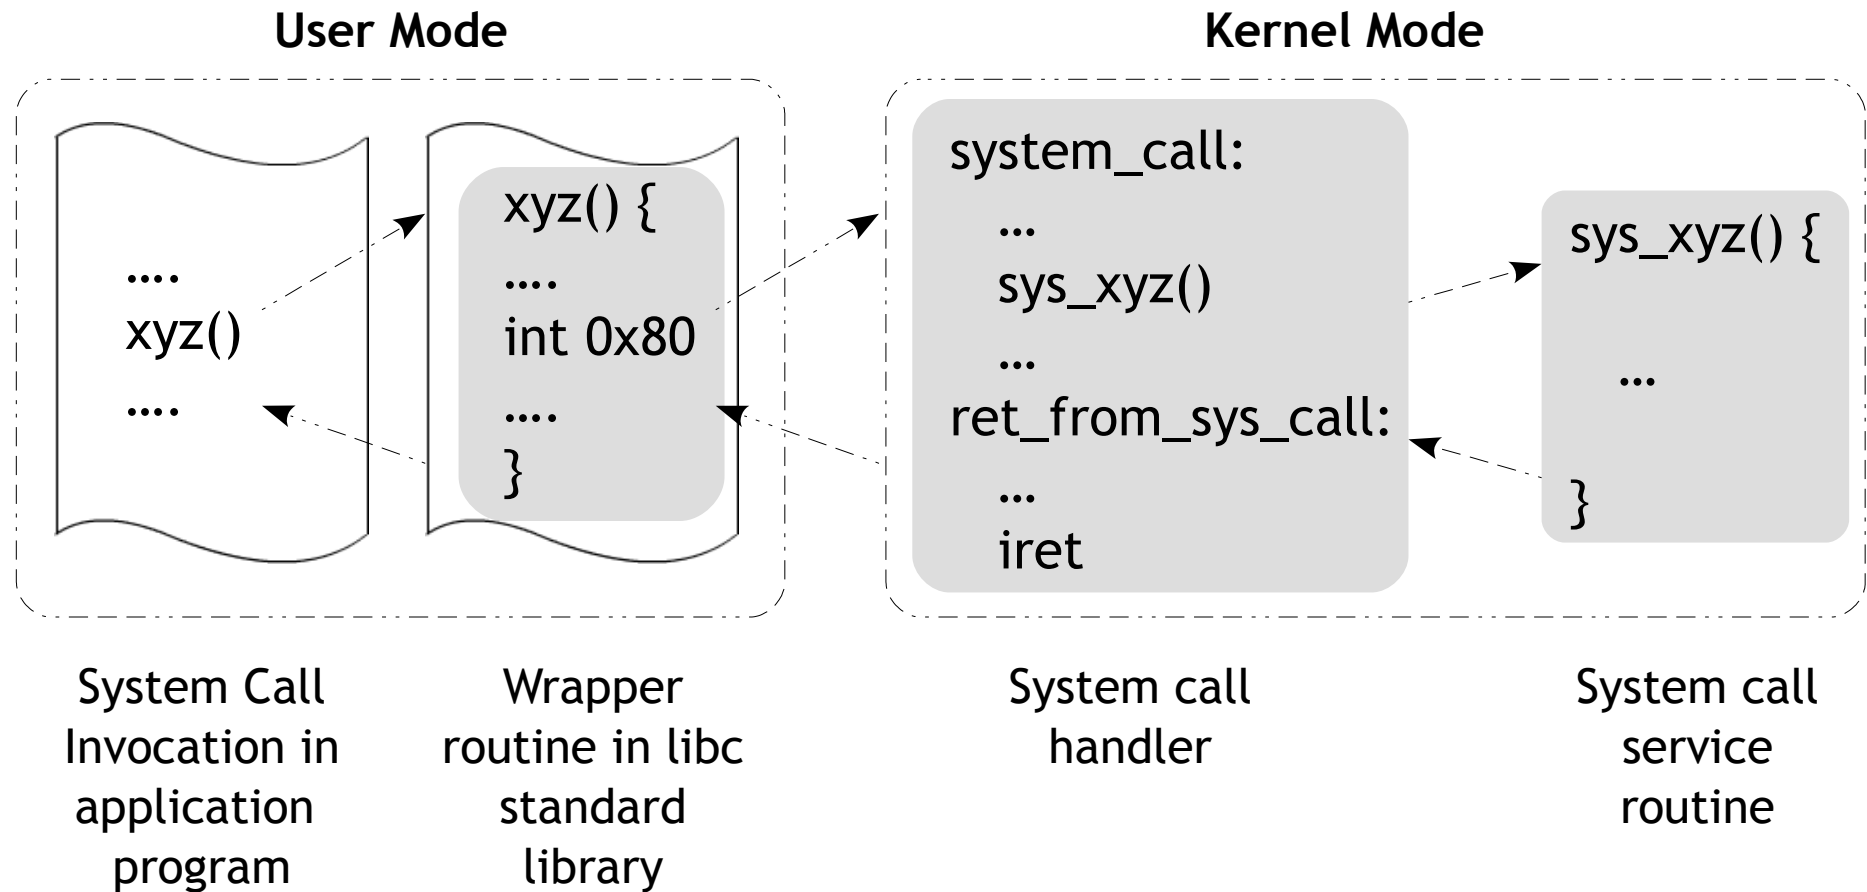 User Mode
Kernel Mode
….
xyz()
….
xyz() {
….
int 0x80
….
}
system_call:
…
sys_xyz()
…
ret_from_sys_call:
…
iret
sys_xyz() {
…
}
System Call
Invocation in
application
program
Wrapper
routine in libc
standard
library
System call
handler
System call
service
routine